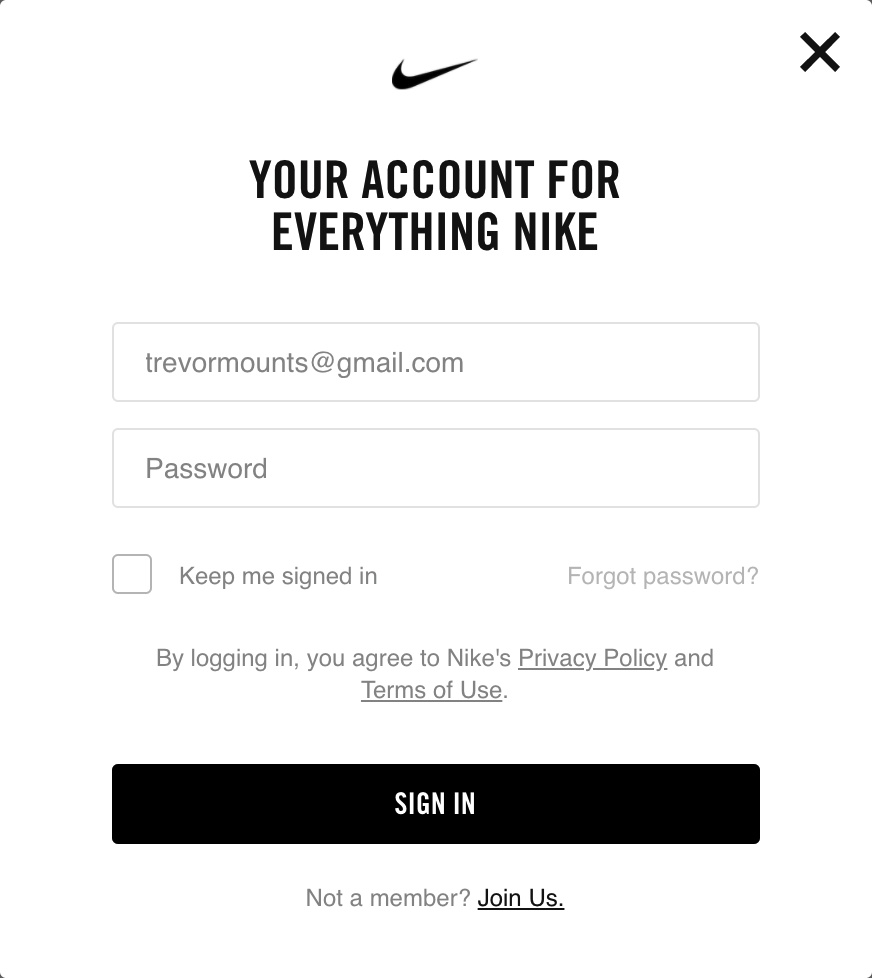 YOUR ACCOUNT FOR
EVERYTHING NIKE
trevormounts@gmail.com
Password
Keep me signed in
Forgot password?
By logging in, you agree to Nike's Privacy Policy and
Terms of Use.
SIGN IN
Not a member? Join Us.